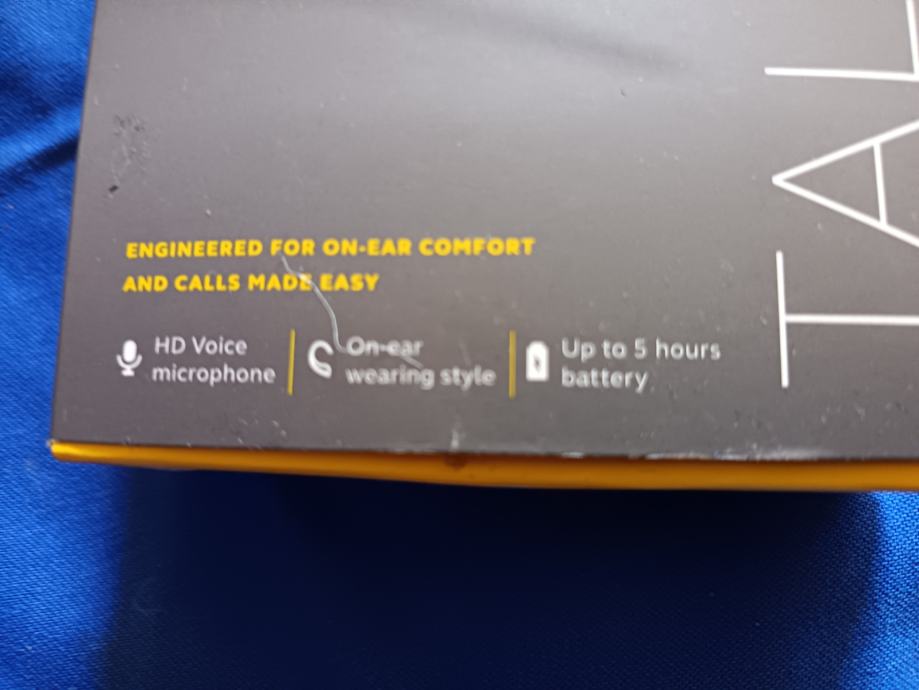 ENGINEERED FOR ON-EAR COMFORT
AND CALLS MADE EASY
HD Voice
microphone
On-ear
wearing style
Up to 5 hours
battery
TAL